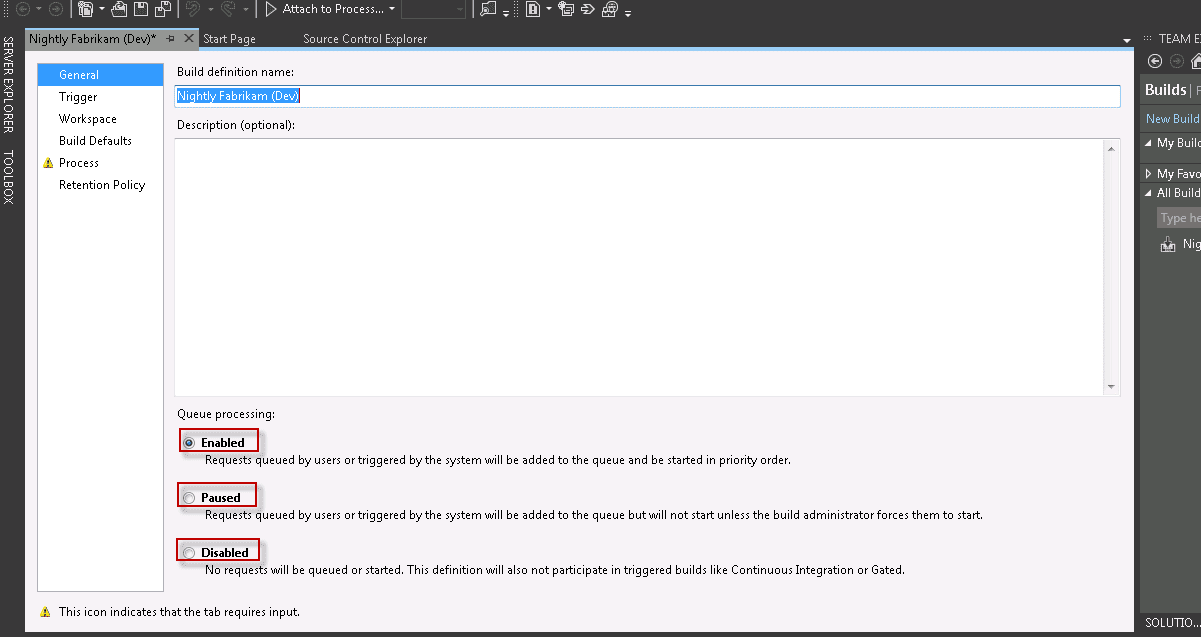 Attach to Process...
Nightly Fabrikam (Dev)*
Start Page
Source Control Explorer
SERVER EXPLORER
TOOLBOX
General
Trigger
Workspace
Build Defaults
Process
Retention Policy
Build definition name:
Nightly Fabrikam (Dev)
Description (optional):
Queue processing:
Enabled
Requests queued by users or triggered by the system will be added to the queue and be started in priority order.
Paused
Requests queued by users or triggered by the system will be added to the queue but will not start unless the build administrator forces them to start.
Disabled
No requests will be queued or started. This definition will also not participate in triggered builds like Continuous Integration or Gated.
This icon indicates that the tab requires input.
TEAM E
Builds |
New Build
My Buil
My Favo
All Build
Type he
Nig
SOLUTIO...